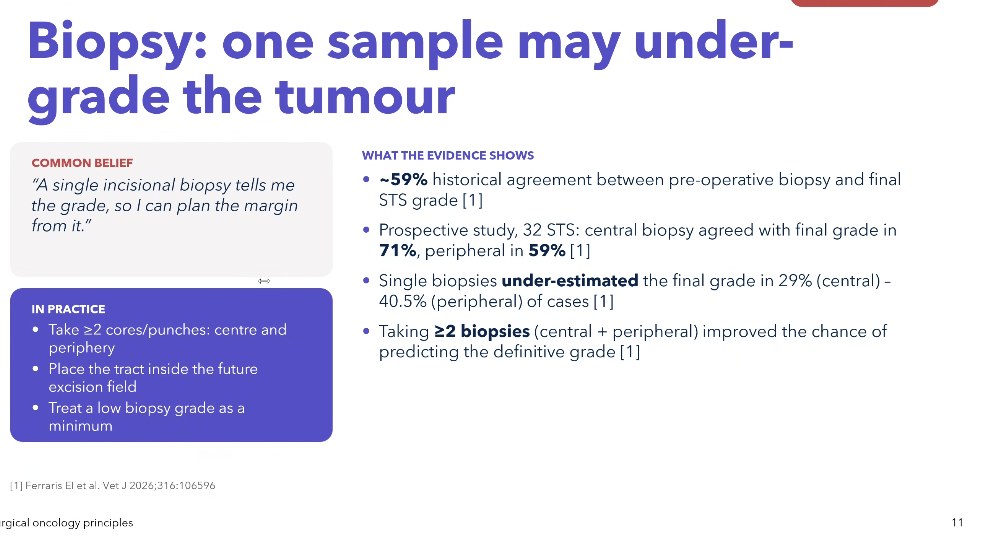 Biopsy: one sample may under-
grade the tumour
COMMON BELIEF
“A single incisional biopsy tells me
the grade, so I can plan the margin
from it.”
IN PRACTICE
• Take ≥2 cores/punches: centre and
periphery
• Place the tract inside the future
excision field
• Treat a low biopsy grade as a
minimum
WHAT THE EVIDENCE SHOWS
• ~59% historical agreement between pre-operative biopsy and final
STS grade [1]
• Prospective study, 32 STS: central biopsy agreed with final grade in
71%, peripheral in 59% [1]
• Single biopsies under-estimated the final grade in 29% (central) –
40.5% (peripheral) of cases [1]
• Taking ≥2 biopsies (central + peripheral) improved the chance of
predicting the definitive grade [1]
[1] Ferraris EI et al. Vet J 2026;316:106596
rgical oncology principles
11